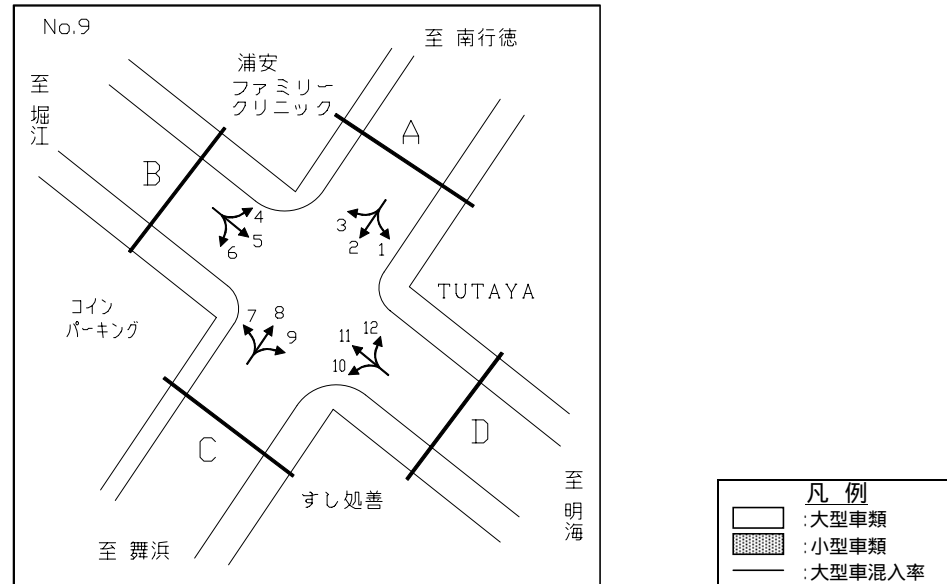 No.9
至 南行徳
浦安
ファミリー
クリニック
至 堀江
A
B
4
5
6
3
2
1
TUTAYA
コイン
パーキング
7
8
9
11
12
10
C
D
すし処善
至 舞浜
至 明海
凡 例
:大型車類
:小型車類
:大型車混入率